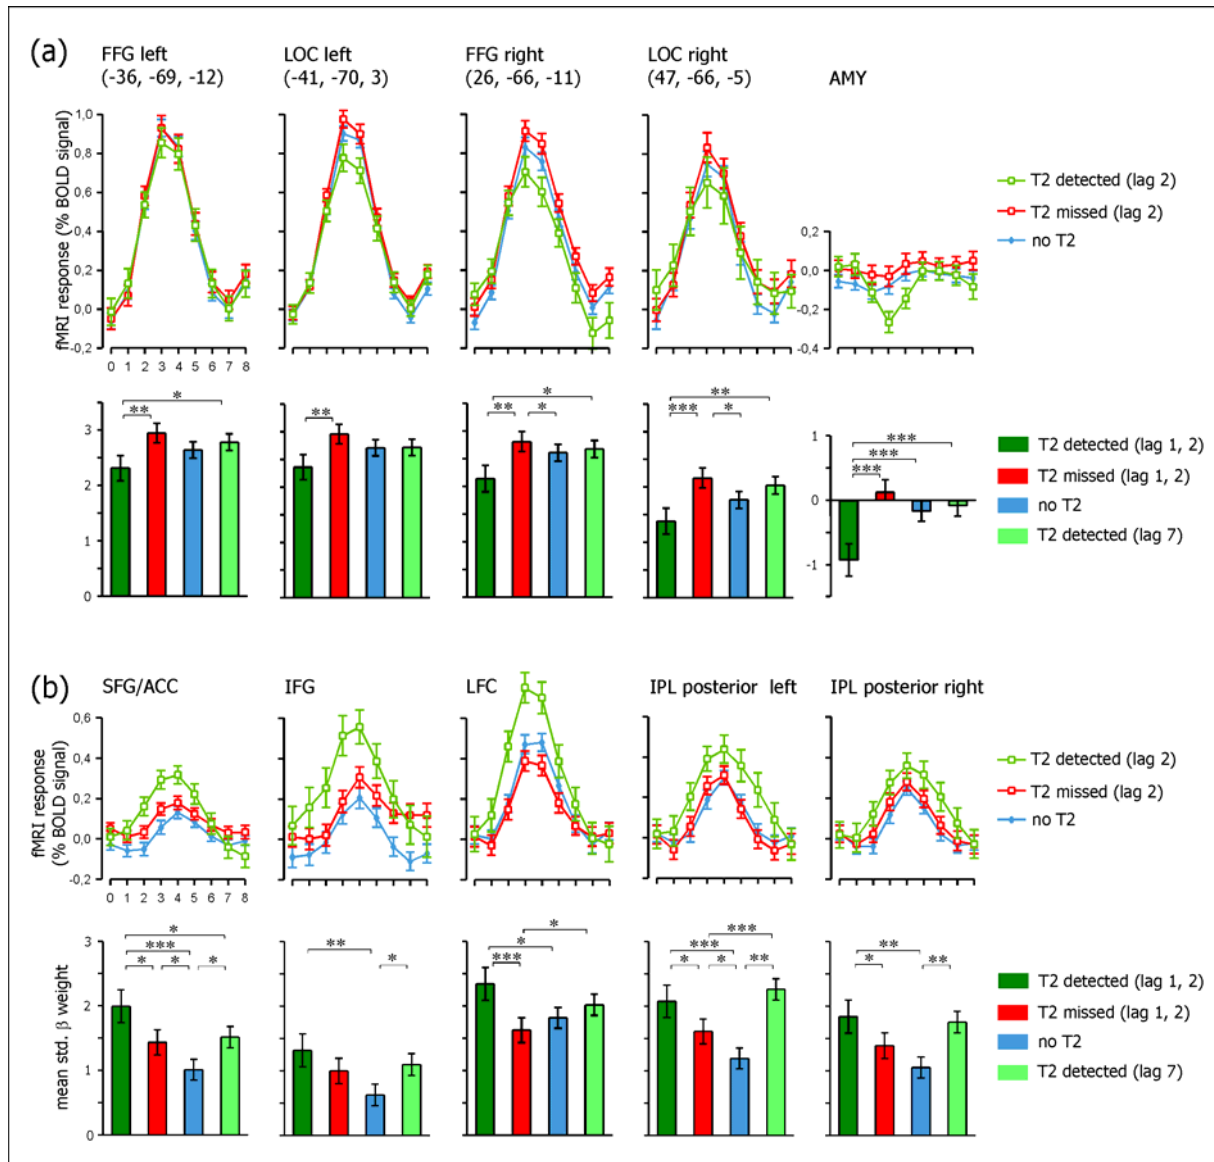 (a)
FFG left
(-36, -69, -12)
LOC left
(-41, -70, 3)
FFG right
(26, -66, -11)
LOC right
(47, -66, -5)
AMY
fMRI response (% BOLD signal)
1,0
0,8
0,6
0,4
0,2
0,0
-0,2
0 1 2 3 4 5 6 7 8
0,2
0,0
-0,2
-0,4
T2 detected (lag 2)
T2 missed (lag 2)
no T2
3
2
1
0
*
**
**
*
** *
**
*** *
1
0
-1
***
***
***
T2 detected (lag 1, 2)
T2 missed (lag 1, 2)
no T2
T2 detected (lag 7)
(b)
SFG/ACC
IFG
LFC
IPL posterior left
IPL posterior right
fMRI response
(% BOLD signal)
0,6
0,4
0,2
0,0
-0,2
0 1 2 3 4 5 6 7 8
T2 detected (lag 2)
T2 missed (lag 2)
no T2
mean std. β weight
3
2
1
0
*
***
* * *
**
*
*
*
***
***
***
* * **
**
* **
T2 detected (lag 1, 2)
T2 missed (lag 1, 2)
no T2
T2 detected (lag 7)